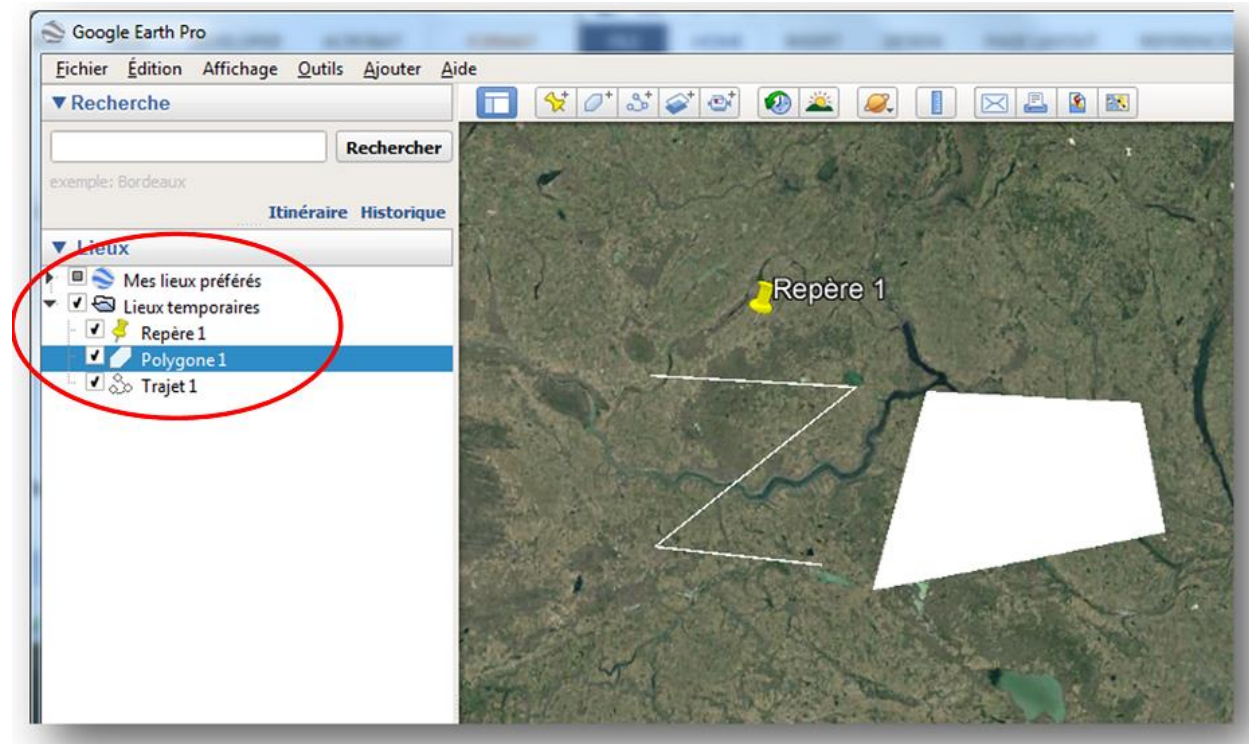 Google Earth Pro
Fichier Édition Affichage Outils Ajouter Aide
Recherche
Rechercher
exemple: Bordeaux
Itinéraire Historique
Lieux
Mes lieux préférés
Lieux temporaires
Repère 1
Polygone 1
Trajet 1
Repère 1